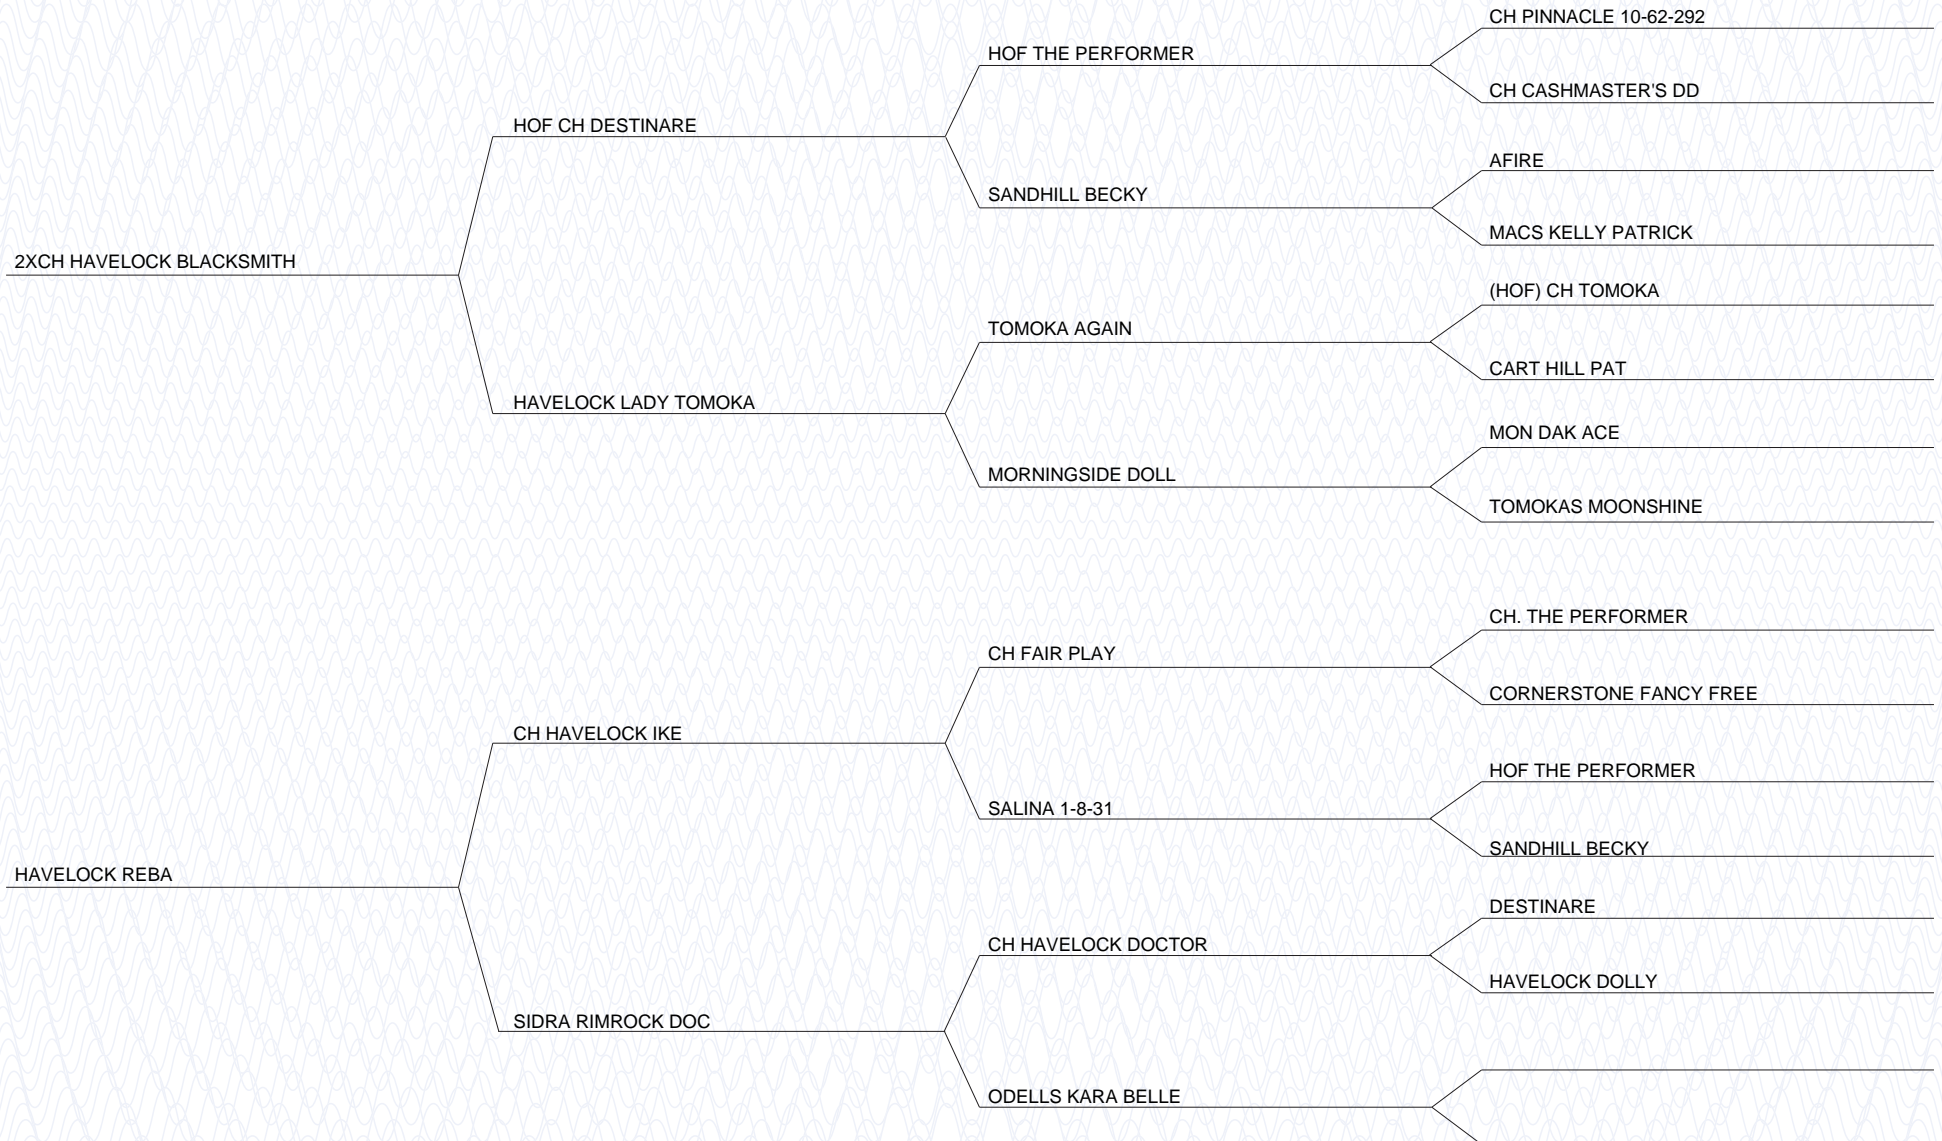 CH PINNACLE 10-62-292
HOF THE PERFORMER
CH CASHMASTER'S DD
HOF CH DESTINARE
AFIRE
SANDHILL BECKY
MACS KELLY PATRICK
2XCH HAVELOCK BLACKSMITH
(HOF) CH TOMOKA
TOMOKA AGAIN
CART HILL PAT
HAVELOCK LADY TOMOKA
MON DAK ACE
MORNINGSIDE DOLL
TOMOKAS MOONSHINE
CH. THE PERFORMER
CH FAIR PLAY
CORNERSTONE FANCY FREE
CH HAVELOCK IKE
HOF THE PERFORMER
SALINA 1-8-31
SANDHILL BECKY
HAVELOCK REBA
DESTINARE
CH HAVELOCK DOCTOR
HAVELOCK DOLLY
SIDRA RIMROCK DOC
ODELLS KARA BELLE